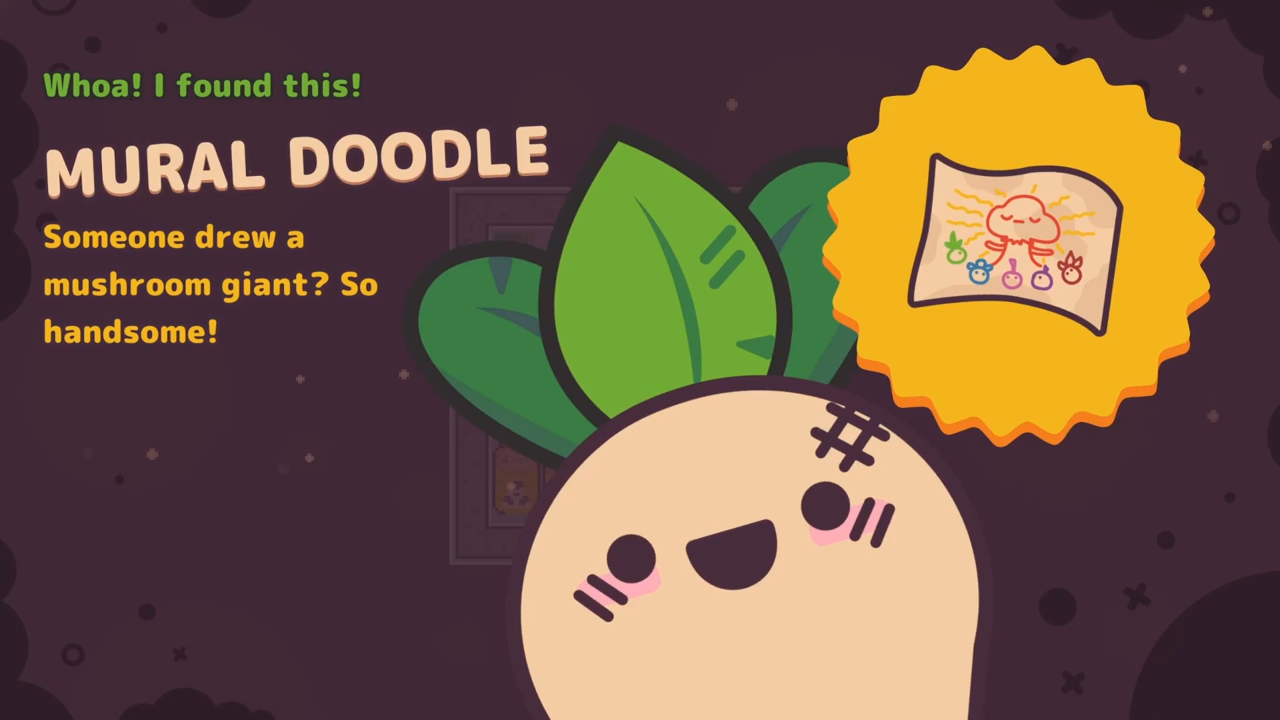 Whoa! I found this!
MURAL DOODLE
Someone drew a
mushroom giant? So
handsome!